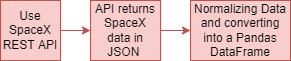 Use
SpaceX
REST API
API returns
SpaceX
data in
JSON
Normalizing Data
and converting
into a Pandas
DataFrame